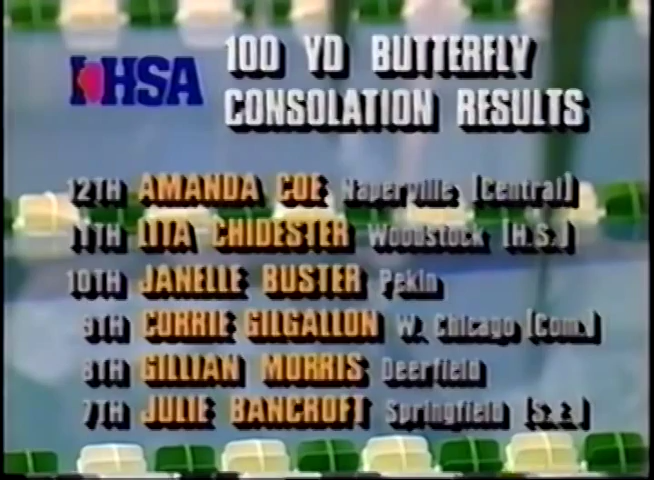 IHSA
100 YD BUTTERFLY
CONSOLATION RESULTS
12TH AMANDA COE Naperville [Central]
11TH LITA CHIDESTER Woodstock [H.S.]
10TH JANELLE BUSTER Pekin
9TH CORRIE GILGALLON W. Chicago [Com.]
8TH GILLIAN MORRIS Deerfield
7TH JULIE BANCROFT Springfield [S.E.]